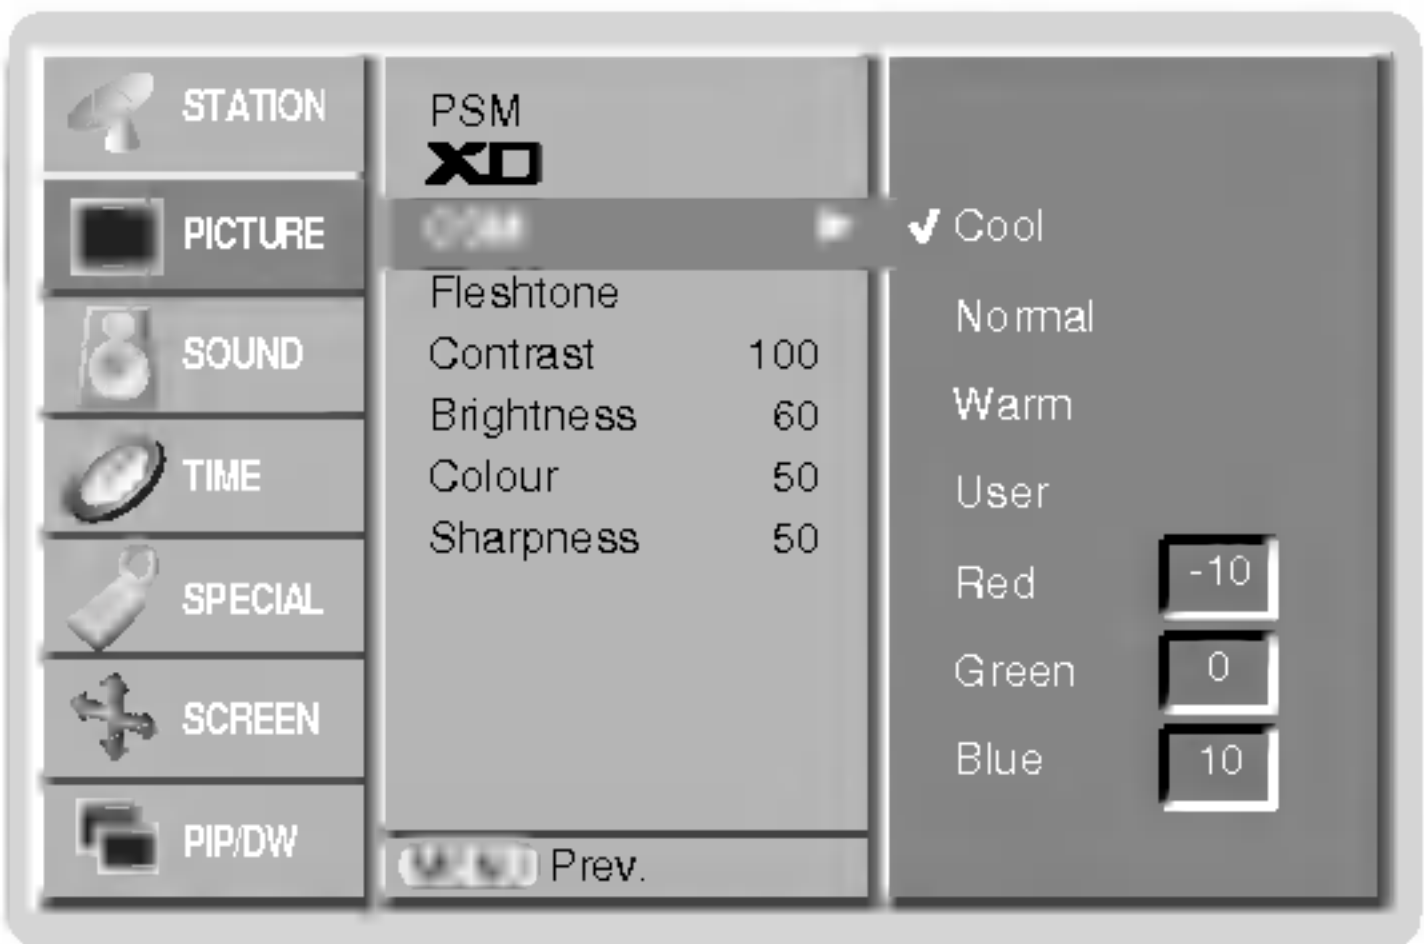 STATION
PICTURE
SOUND
TIME
SPECIAL
SCREEN
PIP/DW
PSM
XD
Fleshtone
Contrast 100
Brightness 60
Colour 50
Sharpness 50
Prev.
Cool
Normal
Warm
User
Red -10
Green 0
Blue 10